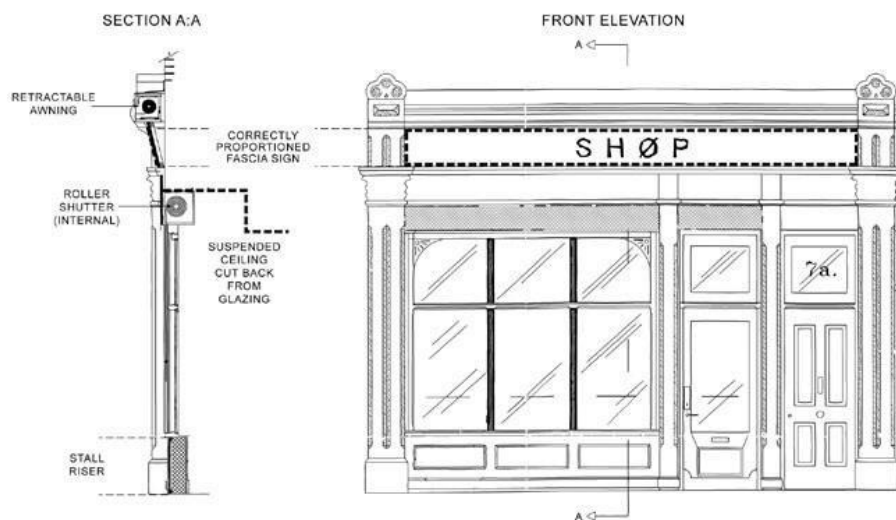 SECTION A:A
FRONT ELEVATION
A
RETRACTABLE
AWNING
CORRECTLY
PROPORTIONED
FASCIA SIGN
SHØP
ROLLER
SHUTTER
(INTERNAL)
SUSPENDED
CEILING
CUT BACK
FROM
GLAZING
7a.
STALL
RISER
A